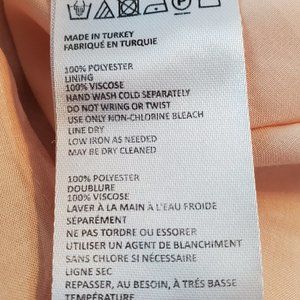 MADE IN TURKEY
FABRIQUÉ EN TURQUIE
100% POLYESTER
LINING
100% VISCOSE
HAND WASH COLD SEPARATELY
DO NOT WRING OR TWIST
USE ONLY NON-CHLORINE BLEACH
LINE DRY
LOW IRON AS NEEDED
MAY BE DRY CLEANED
100% POLYESTER
DOUBLURE
100% VISCOSE
LAVER À LA MAIN À L'EAU FROIDE
SÉPARÉMENT
NE PAS TORDRE OU ESSORER
UTILISER UN AGENT DE BLANCHIMENT
SANS CHLORE SI NÉCESSAIRE
LIGNE SEC
REPASSER, AU BESOIN, À TRÉS BASSE
TEMPÉRATURE